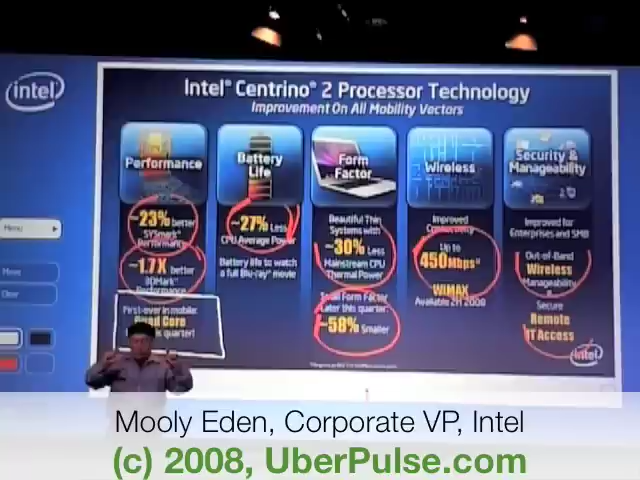 intel
Intel® Centrino® 2 Processor Technology
Improvement On All Mobility Vectors
Performance
~23% better
SYSmark
Performance
~1.7X better
3DMark
Performance
First-ever in mobile:
Quad Core
this quarter!
Battery
Life
~27% Less
CPU Average Power
Battery life to watch
a full Blu-ray movie
Form
Factor
Beautiful Thin
Systems with
~30% Less
Mainstream CPU
Thermal Power
Small Form Factor
Later this quarter:
~58% Smaller
Wireless
Improved
Connectivity
Up to
450Mbps
WiMAX
Available 2H 2008
Security &
Manageability
Improved for
Enterprises and SMB
Out-of-Band
Wireless
Manageability
Secure
Remote
IT Access
intel
Menu
Move
Clear
Mooly Eden, Corporate VP, Intel
(c) 2008, UberPulse.com